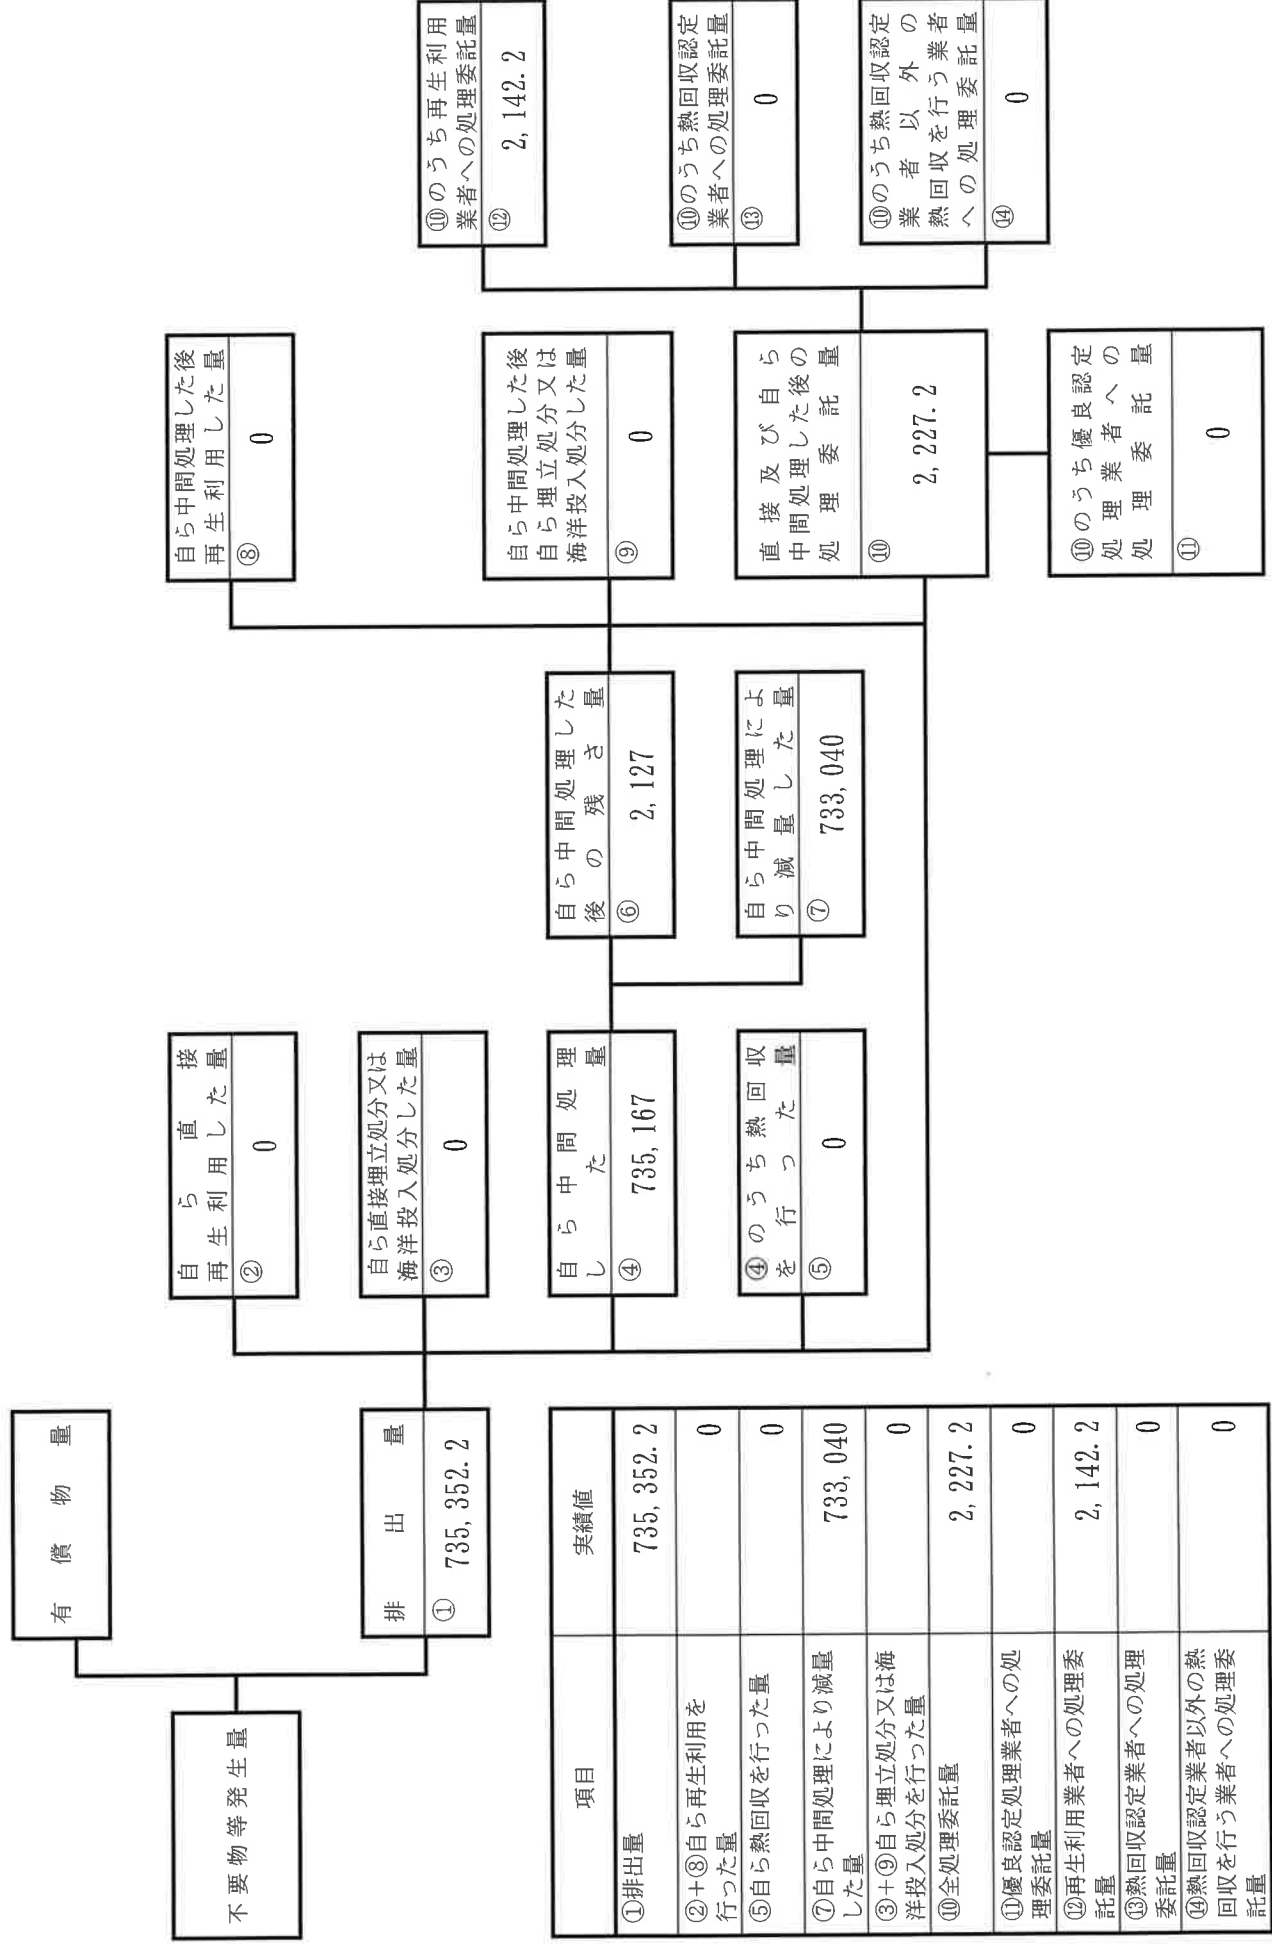 不要物等発生量
有償物量
排出量
① 735,352.2
自ら直接
再生利用した量
② 0
自ら直接埋立処分又は
海洋投入処分した量
③ 0
自ら中間処理
した量
④ 735,167
④のうち熱回収
を行った量
⑤ 0
自ら中間処理した
後の残さ量
⑥ 2,127
自ら中間処理によ
り減量した量
⑦ 733,040
自ら中間処理した後
再生利用した量
⑧ 0
自ら中間処理した後
自ら埋立処分又は
海洋投入処分した量
⑨ 0
直接及び自ら
中間処理した後の
処理委託量
⑩ 2,227.2
⑩のうち優良認定
処理業者への
処理委託量
⑪ 0
⑩のうち再生利用
業者への処理委託量
⑫ 2,142.2
⑩のうち熱回収認定
業者への処理委託量
⑬ 0
⑩のうち熱回収認定
業者以外の
熱回収を行う業者
への処理委託量
⑭ 0
項目 実績値
①排出量 735,352.2
②+⑧自ら再生利用を
行った量 0
⑤自ら熱回収を行った量 0
⑦自ら中間処理により減量
した量 733,040
③+⑨自ら埋立処分又は海
洋投入処分を行った量 0
⑩全処理委託量 2,227.2
⑪優良認定処理業者への処
理委託量 0
⑫再生利用業者への処理委
託量 2,142.2
⑬熱回収認定業者への処理
委託量 0
⑭熱回収認定業者以外の熱
回収を行う業者への処理委
託量 0